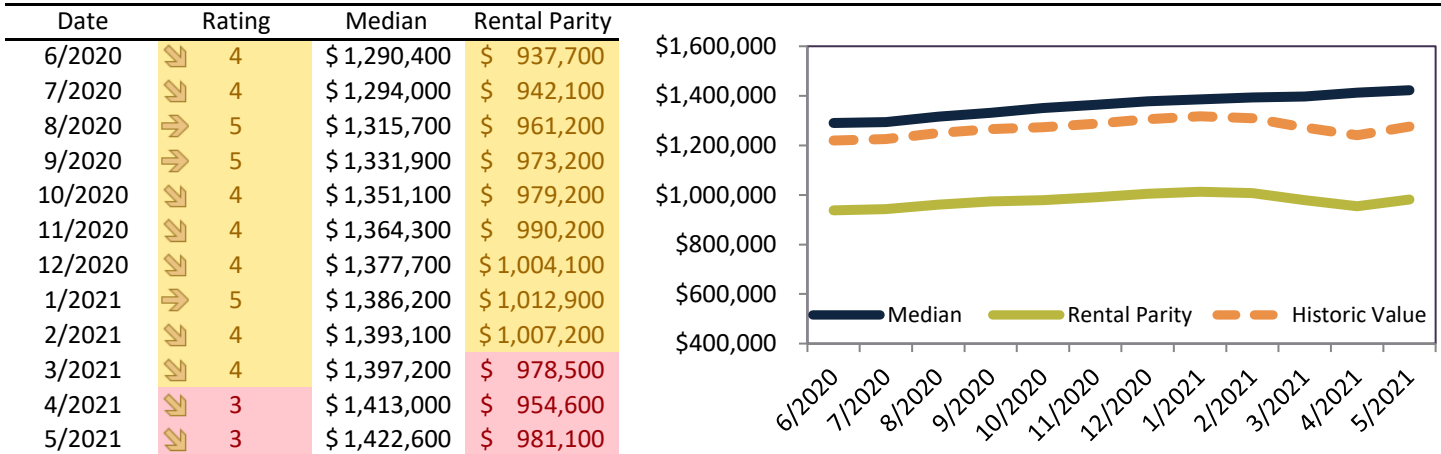 Date Rating Median Rental Parity
6/2020 4 $ 1,290,400 $ 937,700
7/2020 4 $ 1,294,000 $ 942,100
8/2020 5 $ 1,315,700 $ 961,200
9/2020 5 $ 1,331,900 $ 973,200
10/2020 4 $ 1,351,100 $ 979,200
11/2020 4 $ 1,364,300 $ 990,200
12/2020 4 $ 1,377,700 $ 1,004,100
1/2021 5 $ 1,386,200 $ 1,012,900
2/2021 4 $ 1,393,100 $ 1,007,200
3/2021 4 $ 1,397,200 $ 978,500
4/2021 3 $ 1,413,000 $ 954,600
5/2021 3 $ 1,422,600 $ 981,100
$1,600,000
$1,400,000
$1,200,000
$1,000,000
$800,000
$600,000
$400,000
Median Rental Parity Historic Value
6/2020 7/2020 8/2020 9/2020 10/2020 11/2020 12/2020 1/2021 2/2021 3/2021 4/2021 5/2021